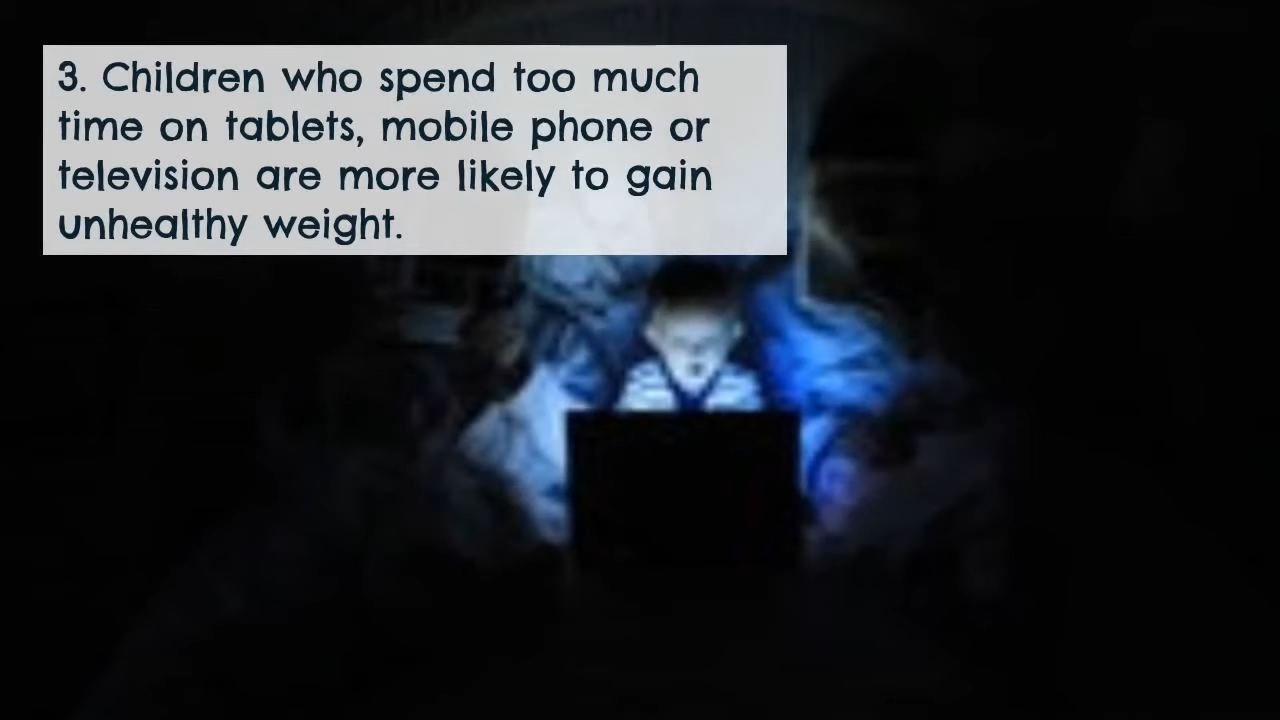 3. Children who spend too much
time on tablets, mobile phone or
television are more likely to gain
unhealthy weight.